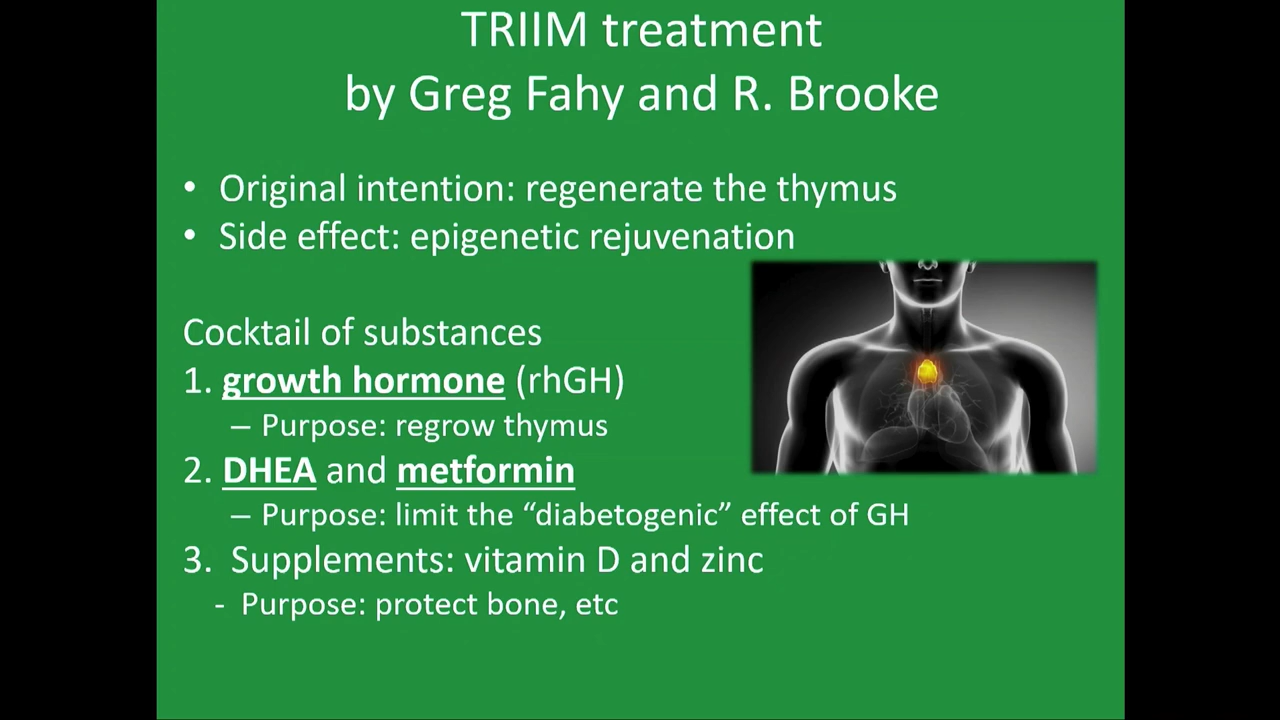 TRIIM treatment
by Greg Fahy and R. Brooke
• Original intention: regenerate the thymus
• Side effect: epigenetic rejuvenation
Cocktail of substances
1. growth hormone (rhGH)
– Purpose: regrow thymus
2. DHEA and metformin
– Purpose: limit the “diabetogenic” effect of GH
3. Supplements: vitamin D and zinc
- Purpose: protect bone, etc